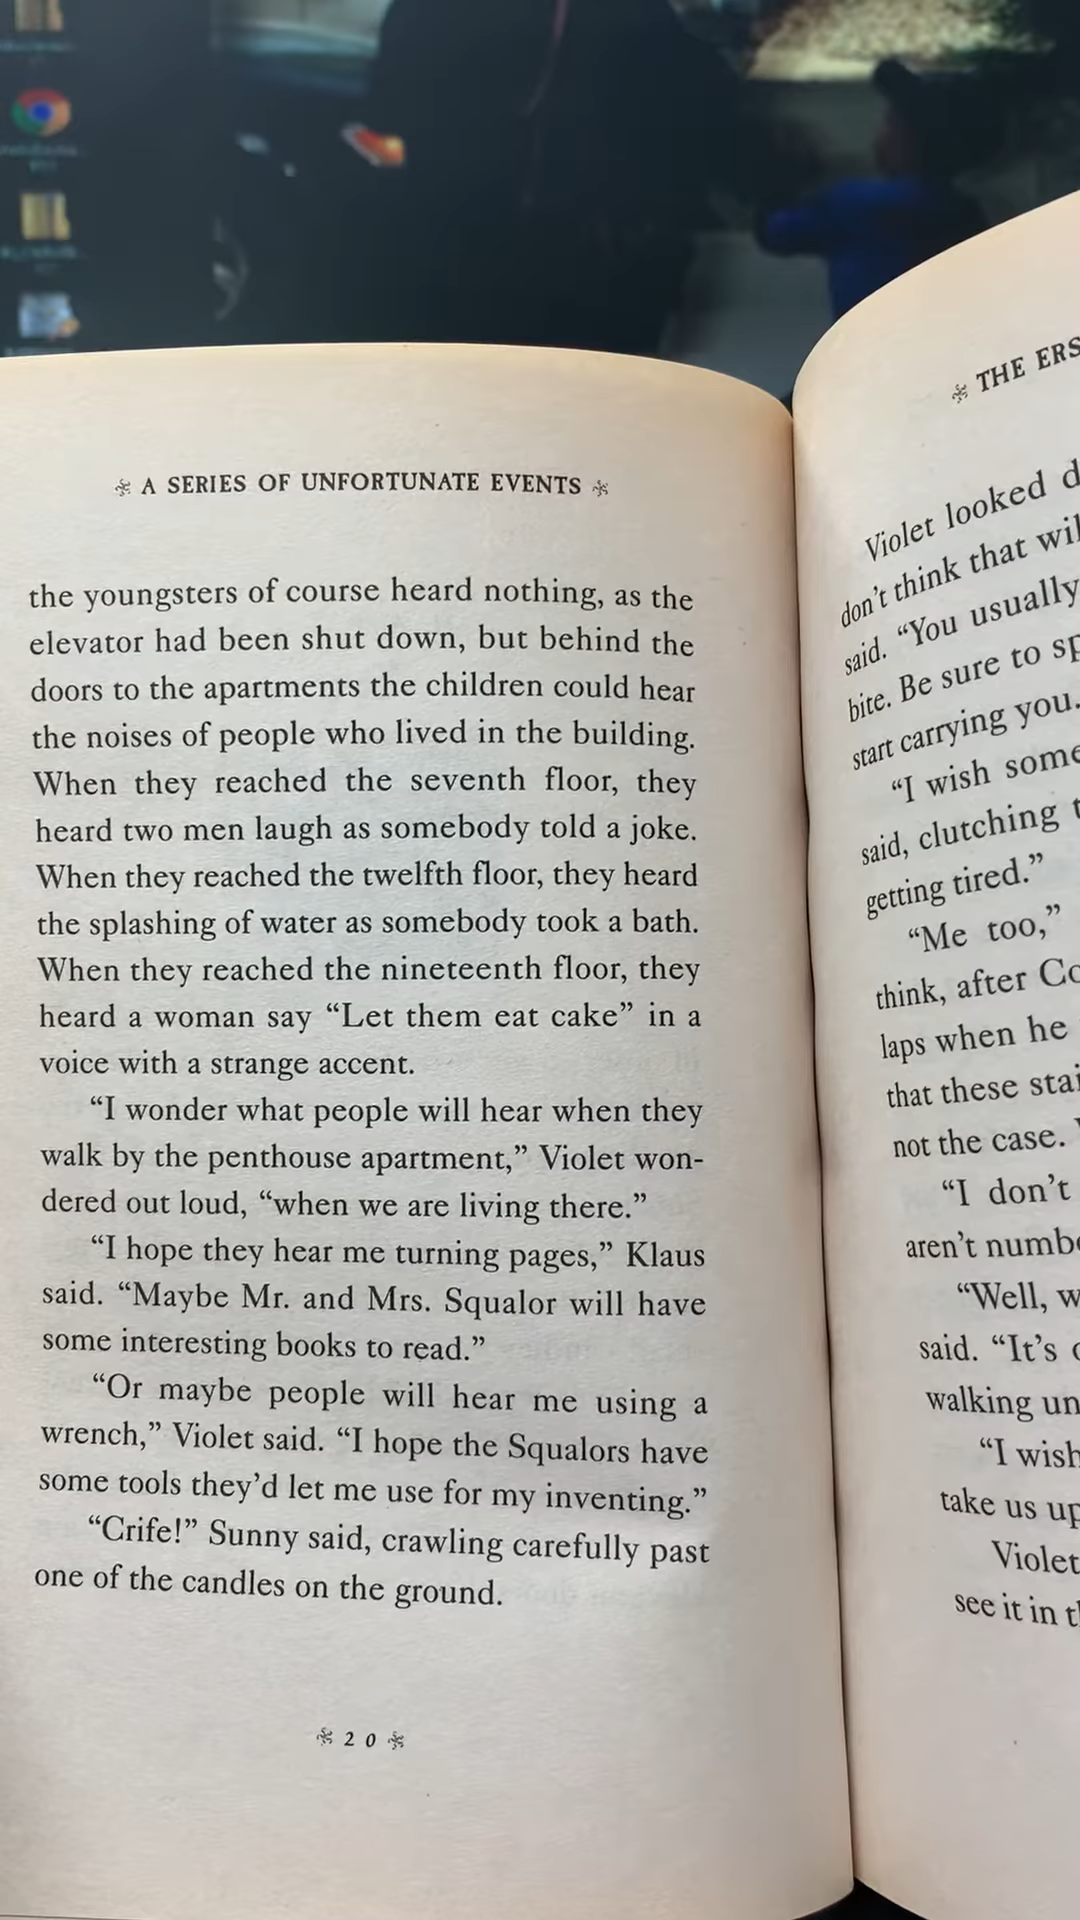 A SERIES OF UNFORTUNATE EVENTS
the youngsters of course heard nothing, as the
elevator had been shut down, but behind the
doors to the apartments the children could hear
the noises of people who lived in the building.
When they reached the seventh floor, they
heard two men laugh as somebody told a joke.
When they reached the twelfth floor, they heard
the splashing of water as somebody took a bath.
When they reached the nineteenth floor, they
heard a woman say “Let them eat cake” in a
voice with a strange accent.
“I wonder what people will hear when they
walk by the penthouse apartment,” Violet won-
dered out loud, “when we are living there.”
“I hope they hear me turning pages,” Klaus
said. “Maybe Mr. and Mrs. Squalor will have
some interesting books to read.”
“Or maybe people will hear me using a
wrench,” Violet said. “I hope the Squalors have
some tools they’d let me use for my inventing.”
“Crife!” Sunny said, crawling carefully past
one of the candles on the ground.
20
THE ERS
Violet looked d
don’t think that wil
said. “You usually
bite. Be sure to sp
start carrying you.
“I wish some
said, clutching t
getting tired.”
“Me too,”
think, after Co
laps when he
that these stai
not the case.
“I don’t
aren’t numbe
“Well, w
said. “It’s
walking un
“I wish
take us up
Violet
see it in t